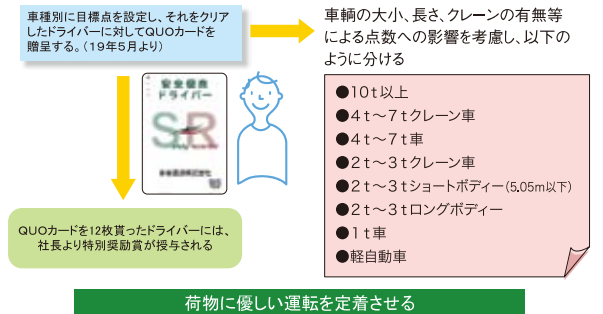 車種別に目標点を設定し、それをクリア
したドライバーに対してQUOカードを
贈呈する。（19年5月より）
車輌の大小、長さ、クレーンの有無等
による点数への影響を考慮し、以下の
ように分ける
●10ｔ以上
●4ｔ～7ｔクレーン車
●4ｔ～7ｔ車
●2ｔ～3ｔクレーン車
●2ｔ～3ｔショートボディー（5.05m以下）
●2ｔ～3ｔロングボディー
●1ｔ車
●軽自動車
安全優良
ドライバー
SR
QUOカードを12枚貰ったドライバーには、
社長より特別奨励賞が授与される
荷物に優しい運転を定着させる